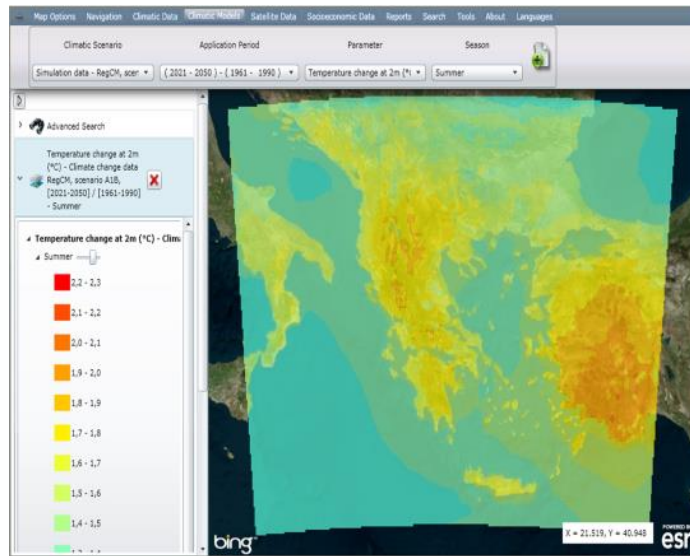 Map Options Navigation Climatic Data Climatic Models Satellite Data Socioeconomic Data Reports Search Tools About Languages
Climatic Scenario Application Period Parameter Season
Simulation data - RegCM, scer ( 2021 - 2050 ) - ( 1961 - 1990 ) Temperature change at 2m (° Summer
Advanced Search
Temperature change at 2m
(°C) - Climate change data
RegCM, scenario A1B,
[2021-2050] / [1961-1990]
- Summer
Temperature change at 2m (°C) - Clim
Summer
2,2 - 2,3
2,1 - 2,2
2,0 - 2,1
1,9 - 2,0
1,8 - 1,9
1,7 - 1,8
1,6 - 1,7
1,5 - 1,6
1,4 - 1,5
X = 21.519, Y = 40.948
bing
POWERED B
esr